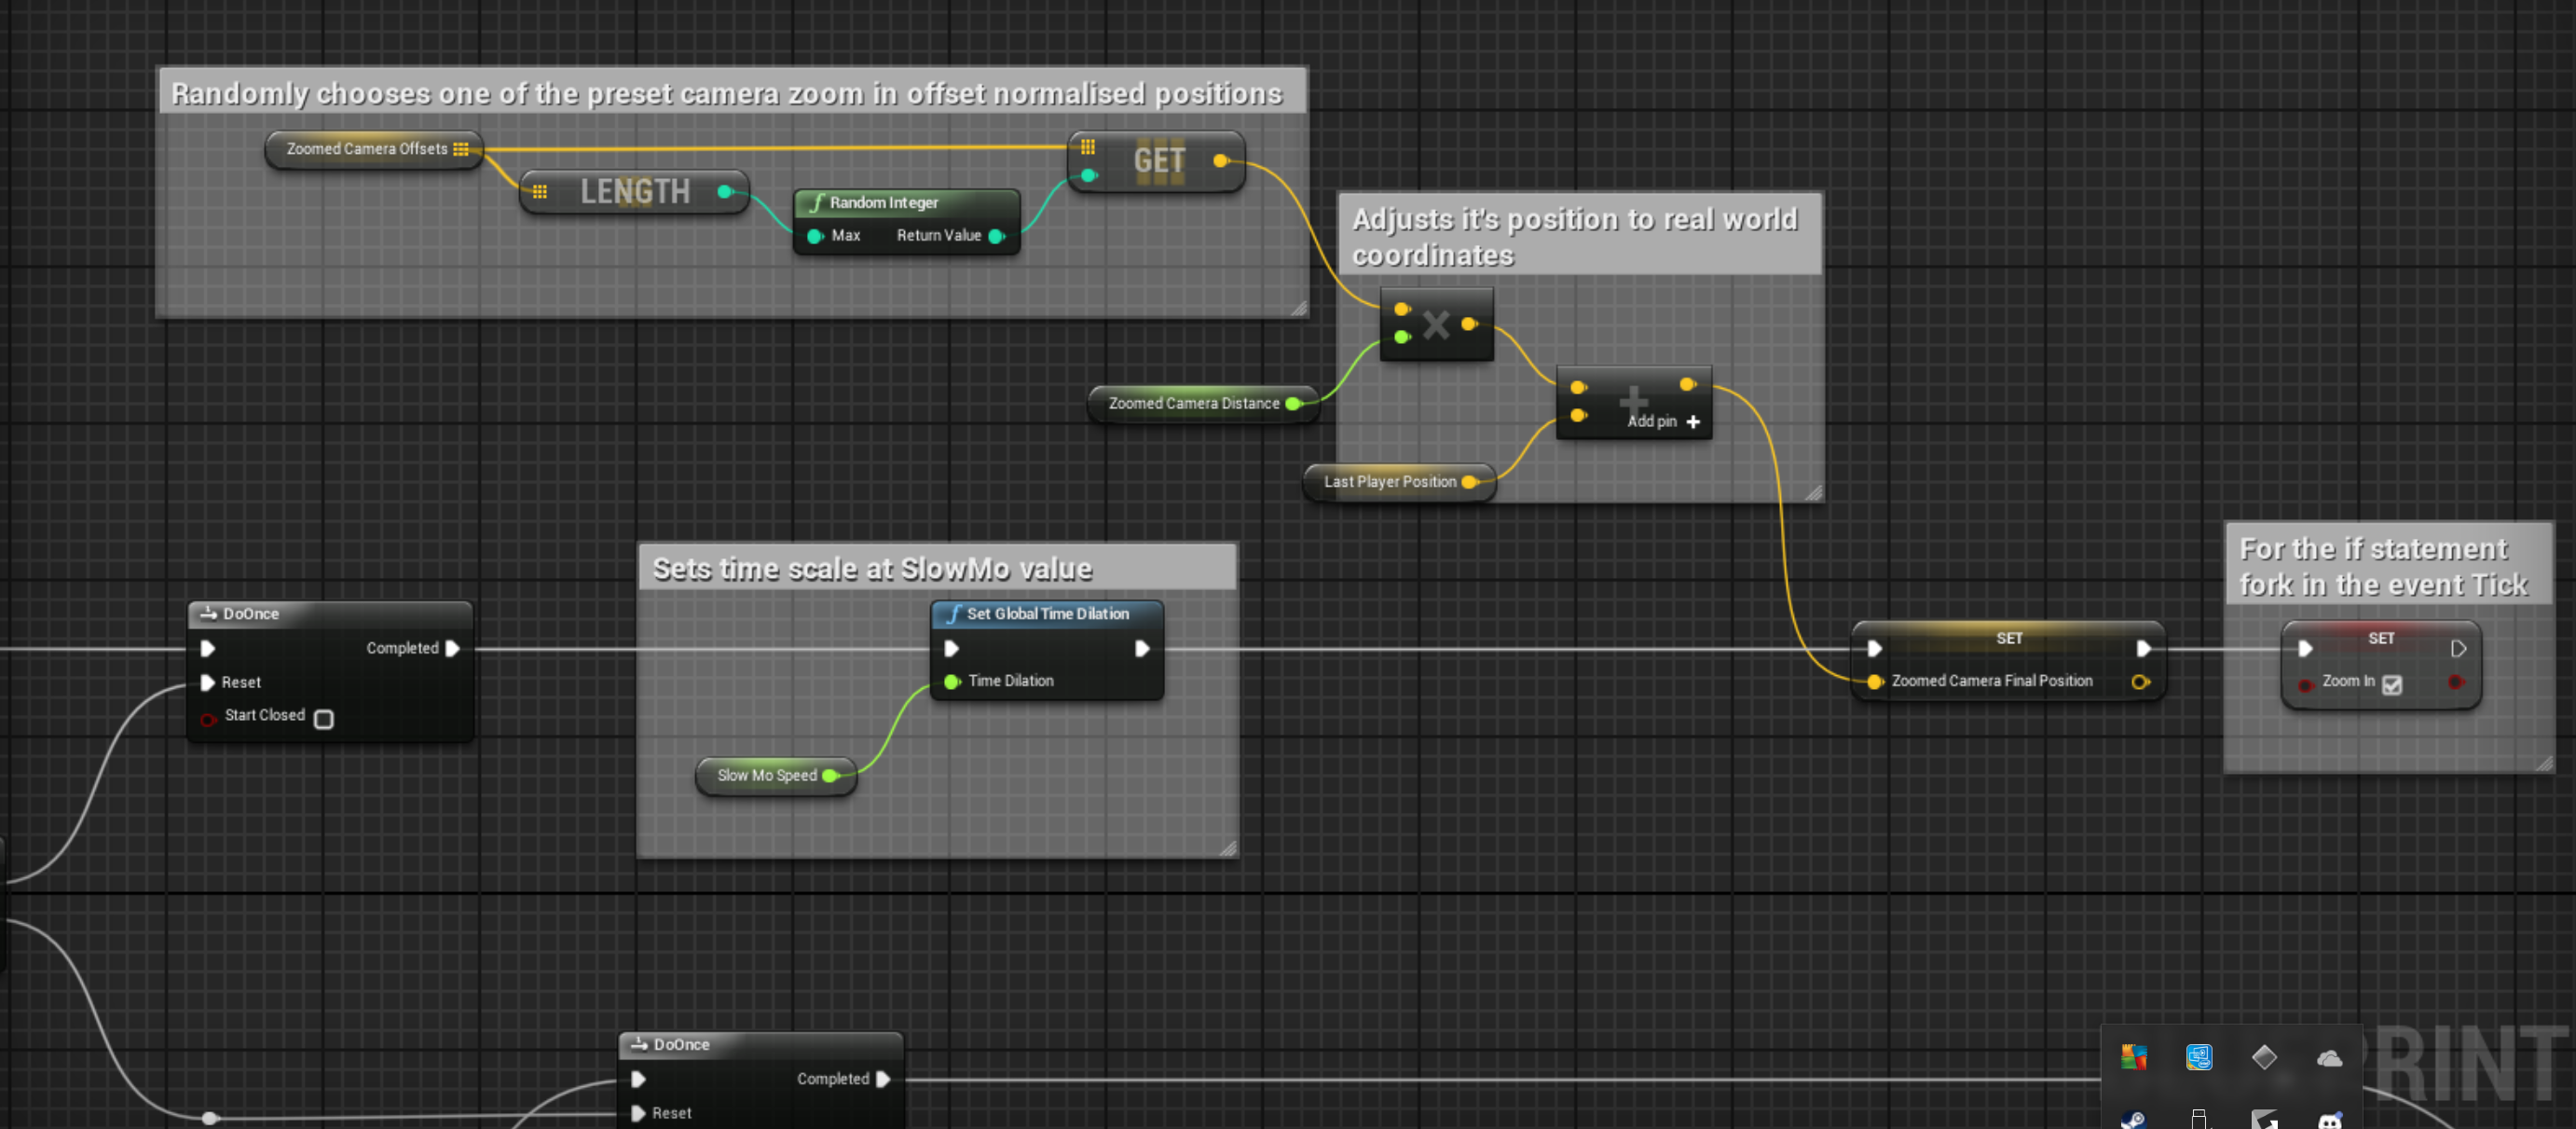 Randomly chooses one of the preset camera zoom in offset normalised positions
Zoomed Camera Offsets
LENGTH
Random Integer
Max Return Value
GET
Adjusts it's position to real world
coordinates
Zoomed Camera Distance
Add pin +
Last Player Position
Sets time scale at SlowMo value
DoOnce
Completed
Reset
Start Closed
Set Global Time Dilation
Time Dilation
Slow Mo Speed
SET
Zoomed Camera Final Position
For the if statement
fork in the event Tick
SET
Zoom In
DoOnce
Completed
Reset
RINT